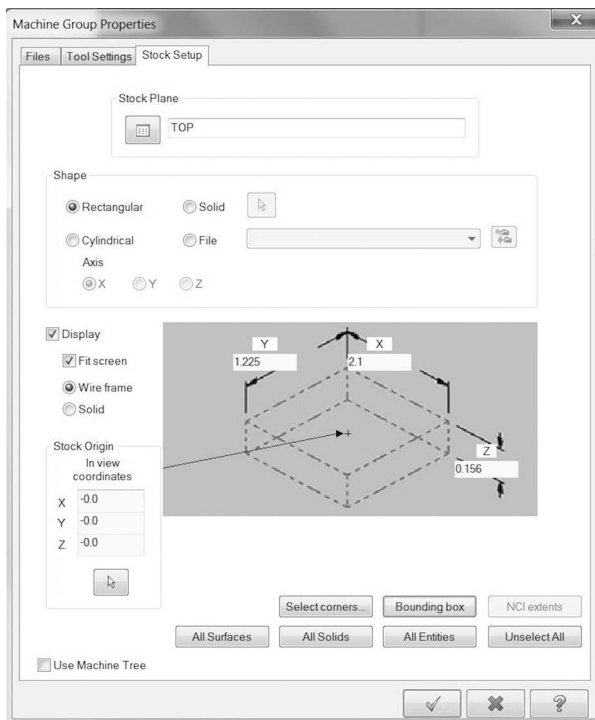 Machine Group Properties
X
Files Tool Settings Stock Setup
Stock Plane
TOP
Shape
Rectangular Solid
Cylindrical File
Axis
X Y Z
Display
Fit screen
Wire frame
Solid
Y X
1.225 2.1
Z
0.156
Stock Origin
In view
coordinates
X -0.0
Y -0.0
Z -0.0
Select corners... Bounding box NCI extents
All Surfaces All Solids All Entities Unselect All
Use Machine Tree
?